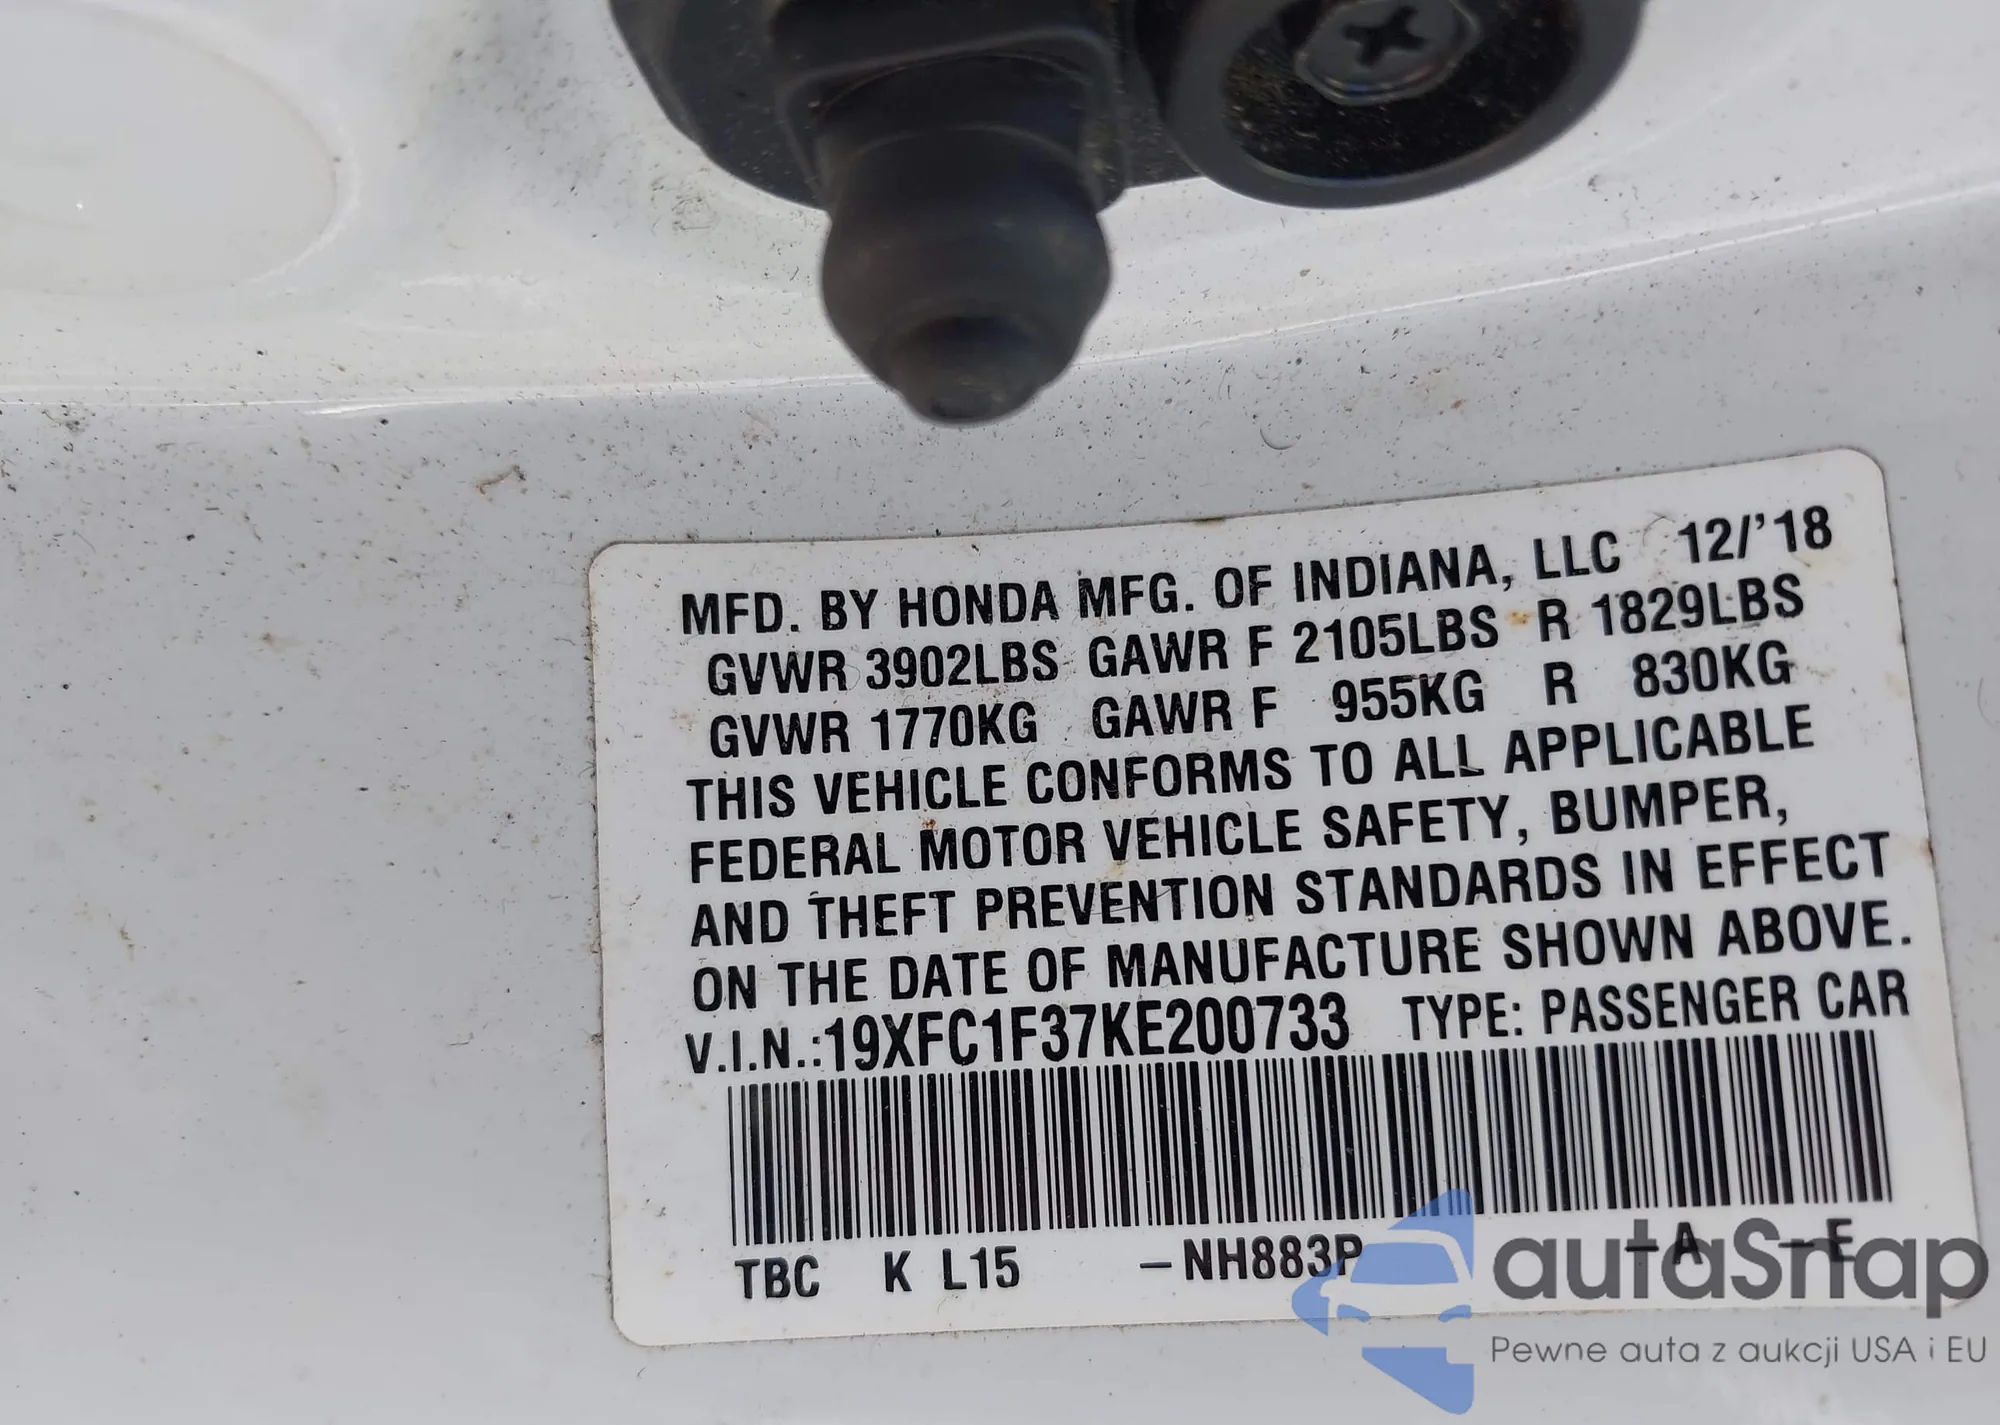 MFD. BY HONDA MFG. OF INDIANA, LLC 12/'18
GVWR 3902LBS GAWR F 2105LBS R 1829LBS
GVWR 1770KG GAWR F 955KG R 830KG
THIS VEHICLE CONFORMS TO ALL APPLICABLE
FEDERAL MOTOR VEHICLE SAFETY, BUMPER,
AND THEFT PREVENTION STANDARDS IN EFFECT
ON THE DATE OF MANUFACTURE SHOWN ABOVE.
V.I.N.:19XFC1F37KE200733 TYPE: PASSENGER CAR
TBC K L15 –NH883P –A –E
autaSnap
Pewne auta z aukcji USA i EU